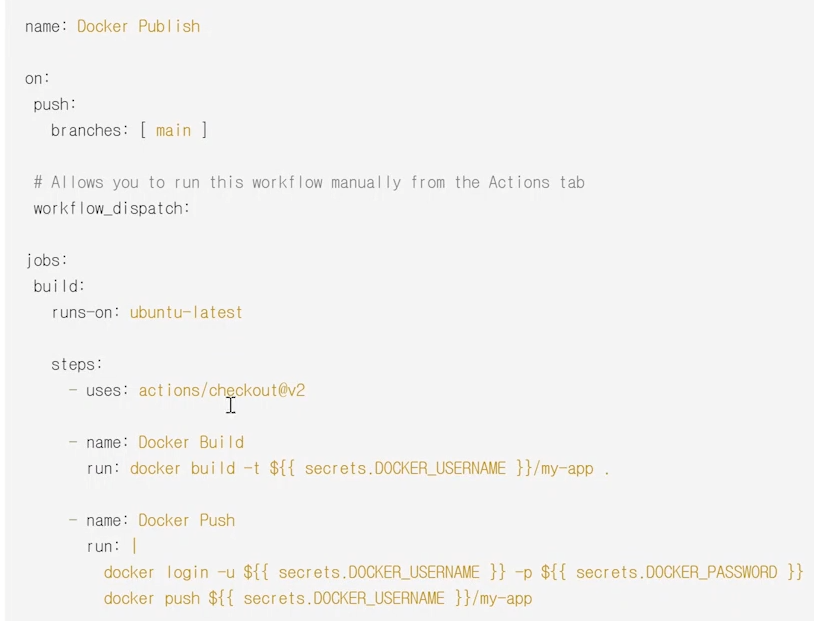 name: Docker Publish
on:
push:
branches: [ main ]
# Allows you to run this workflow manually from the Actions tab
workflow_dispatch:
jobs:
build:
runs-on: ubuntu-latest
steps:
- uses: actions/checkout@v2
- name: Docker Build
run: docker build -t ${{ secrets.DOCKER_USERNAME }}/my-app .
- name: Docker Push
run: |
docker login -u ${{ secrets.DOCKER_USERNAME }} -p ${{ secrets.DOCKER_PASSWORD }}
docker push ${{ secrets.DOCKER_USERNAME }}/my-app